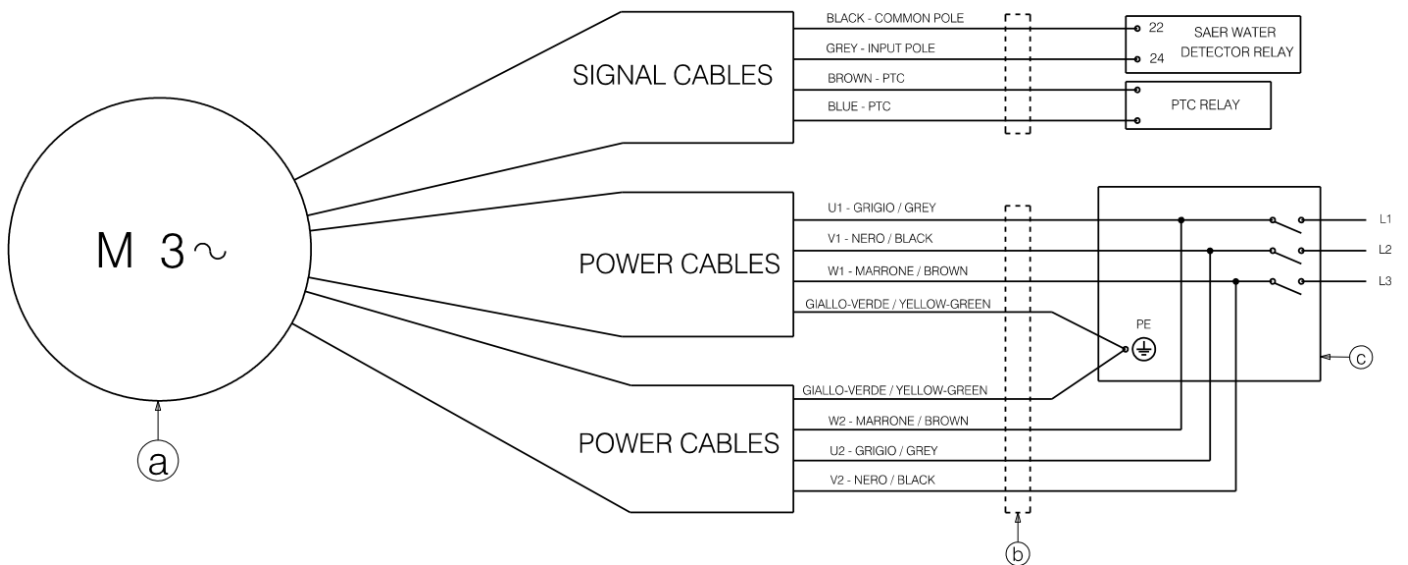 BLACK - COMMON POLE
GREY - INPUT POLE
BROWN - PTC
BLUE - PTC
SIGNAL CABLES
22
24
SAER WATER
DETECTOR RELAY
PTC RELAY
M 3~
POWER CABLES
U1 - GRIGIO / GREY
V1 - NERO / BLACK
W1 - MARRONE / BROWN
GIALLO-VERDE / YELLOW-GREEN
L1
L2
L3
PE
c
POWER CABLES
GIALLO-VERDE / YELLOW-GREEN
W2 - MARRONE / BROWN
U2 - GRIGIO / GREY
V2 - NERO / BLACK
a
b